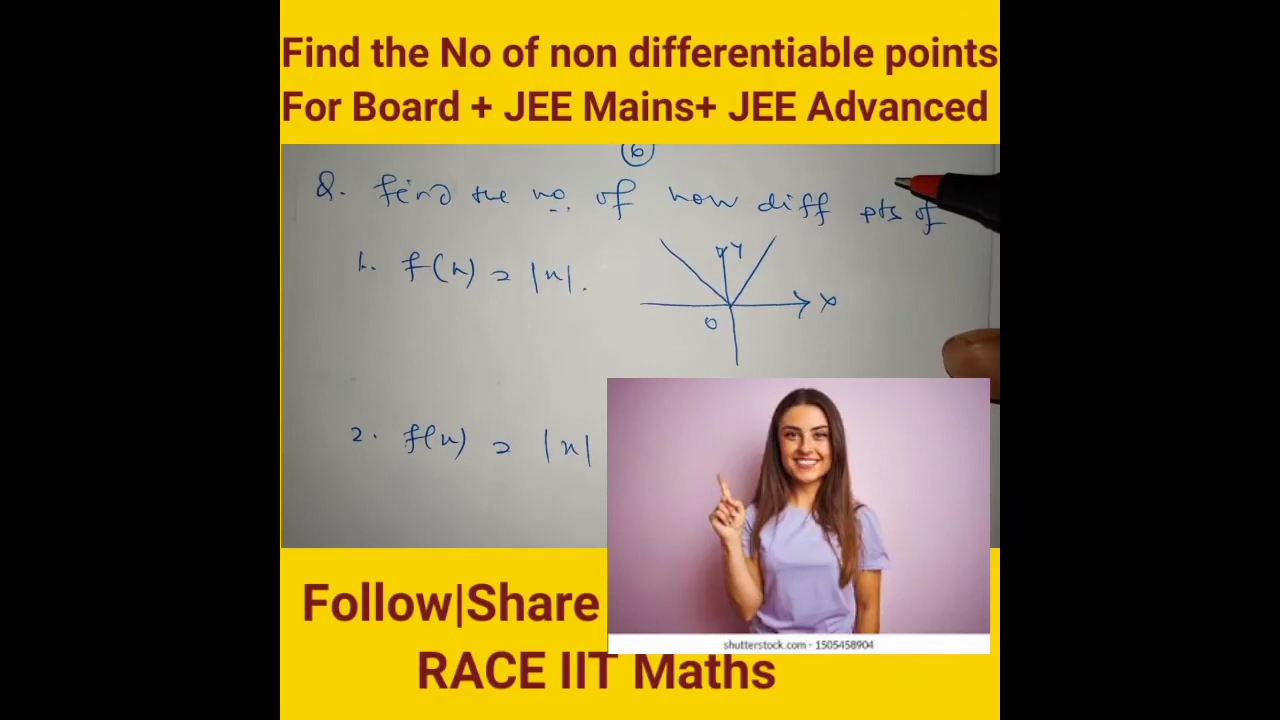 Find the No of non differentiable points
For Board + JEE Mains+ JEE Advanced
6
Q. find the no. of non diff pts of
1. f(x) = |x|.
Y
X
O
2. f(x) = |x|
shutterstock.com · 1505458904
Follow|Share
RACE IIT Maths